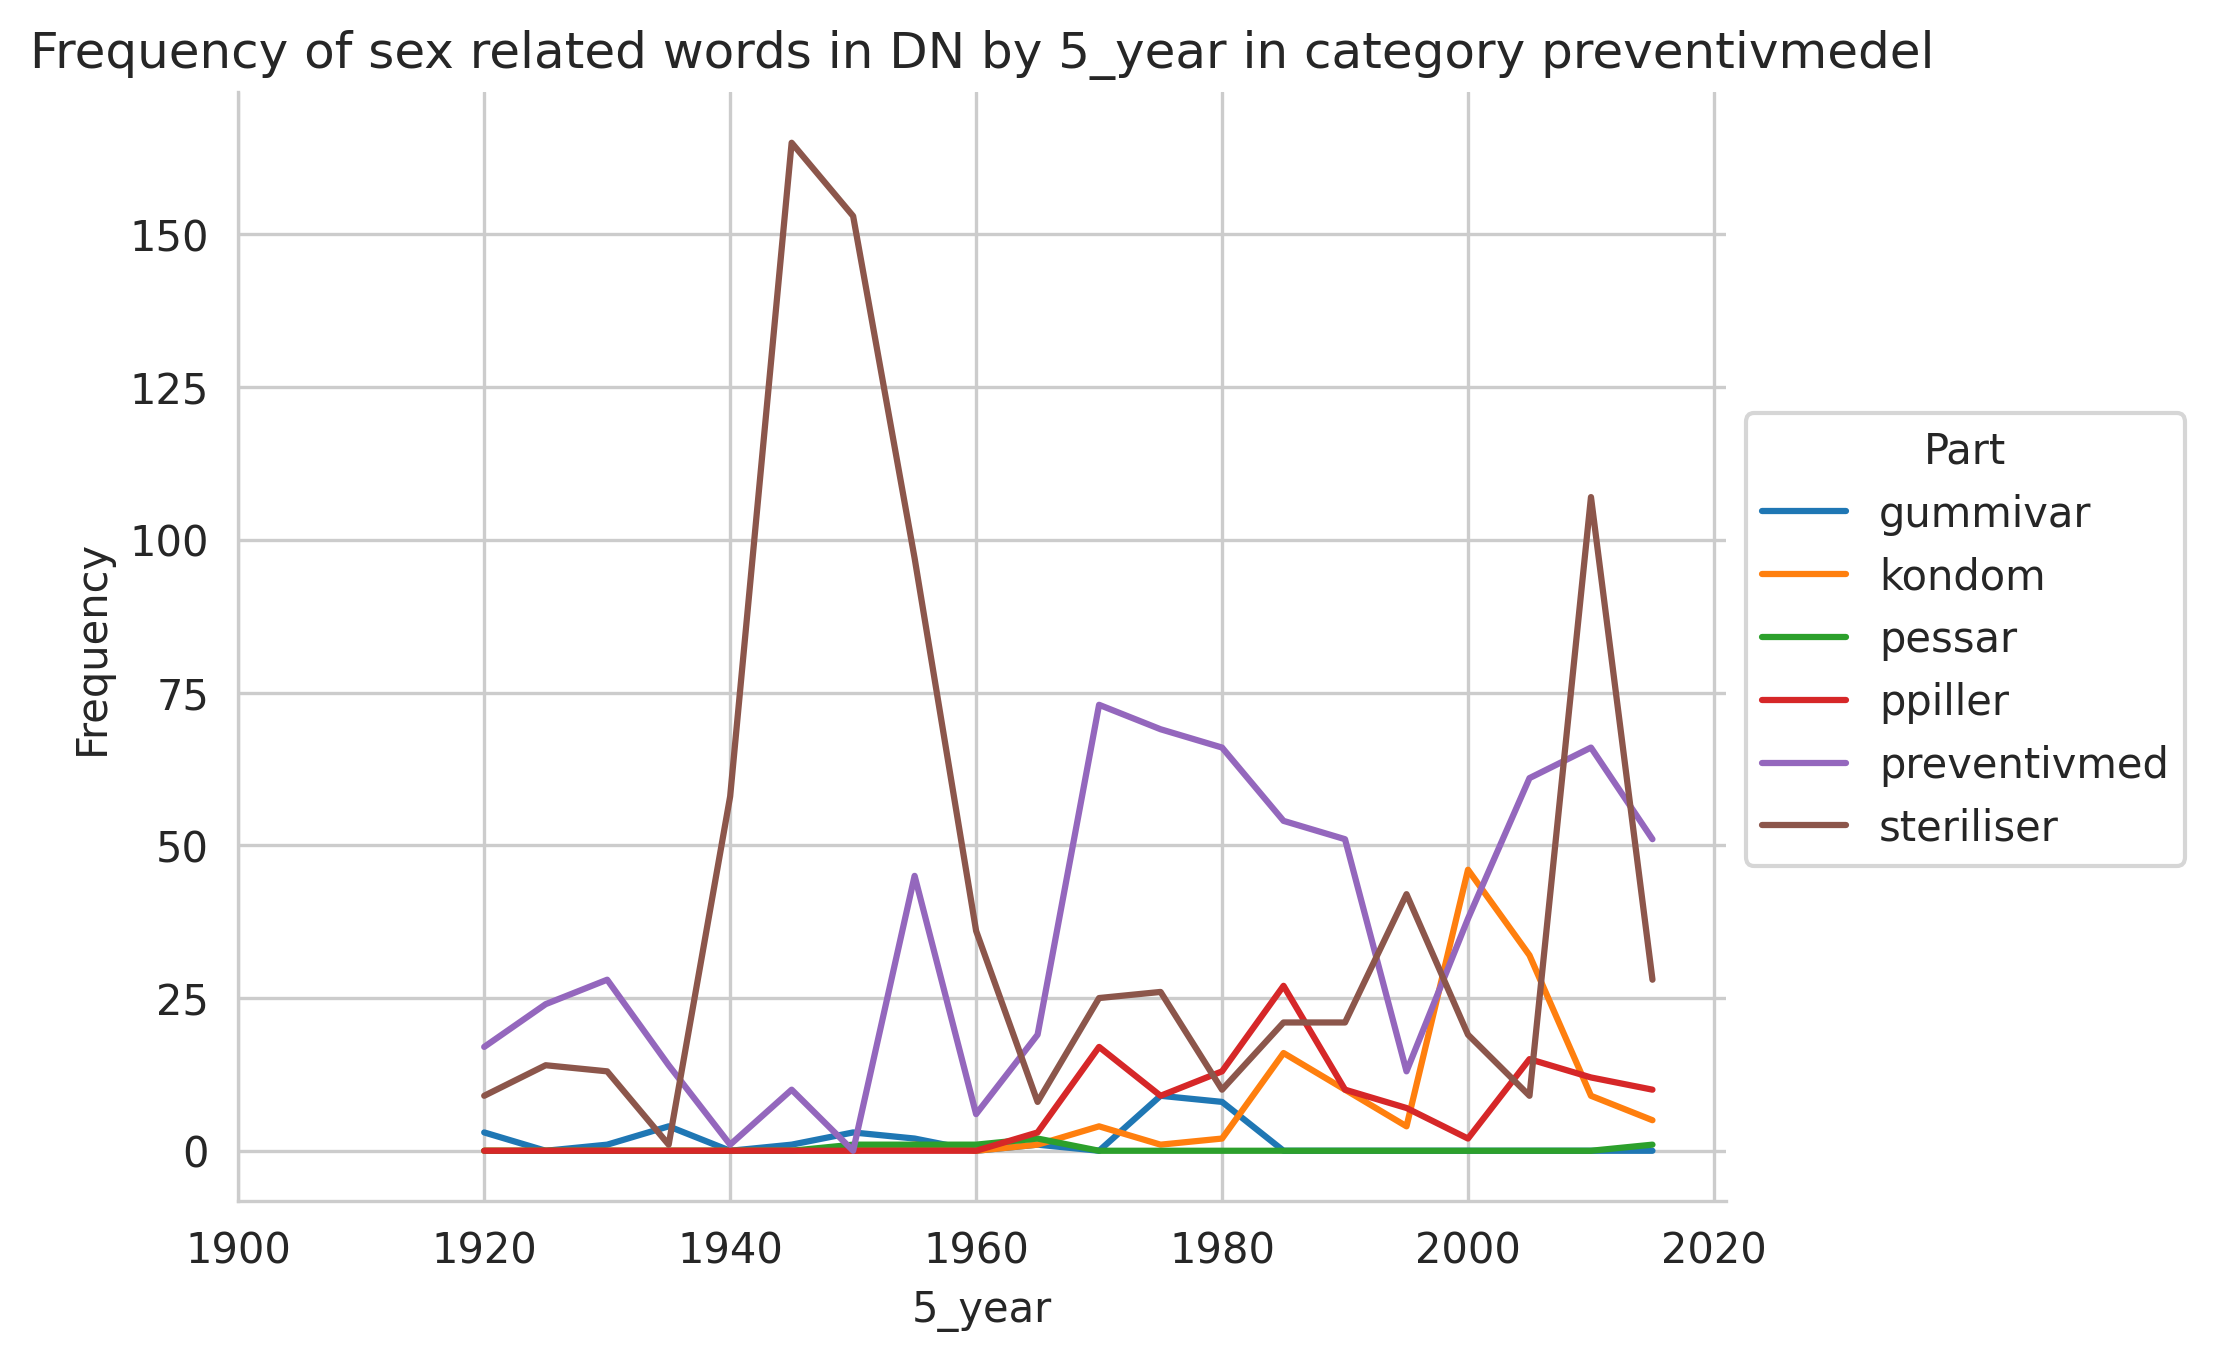 Frequency of sex related words in DN by 5_year in category preventivmedel
Frequency
150
125
100
75
50
25
0
1900 1920 1940 1960 1980 2000 2020
5_year
Part
gummivar
kondom
pessar
ppiller
preventivmed
steriliser